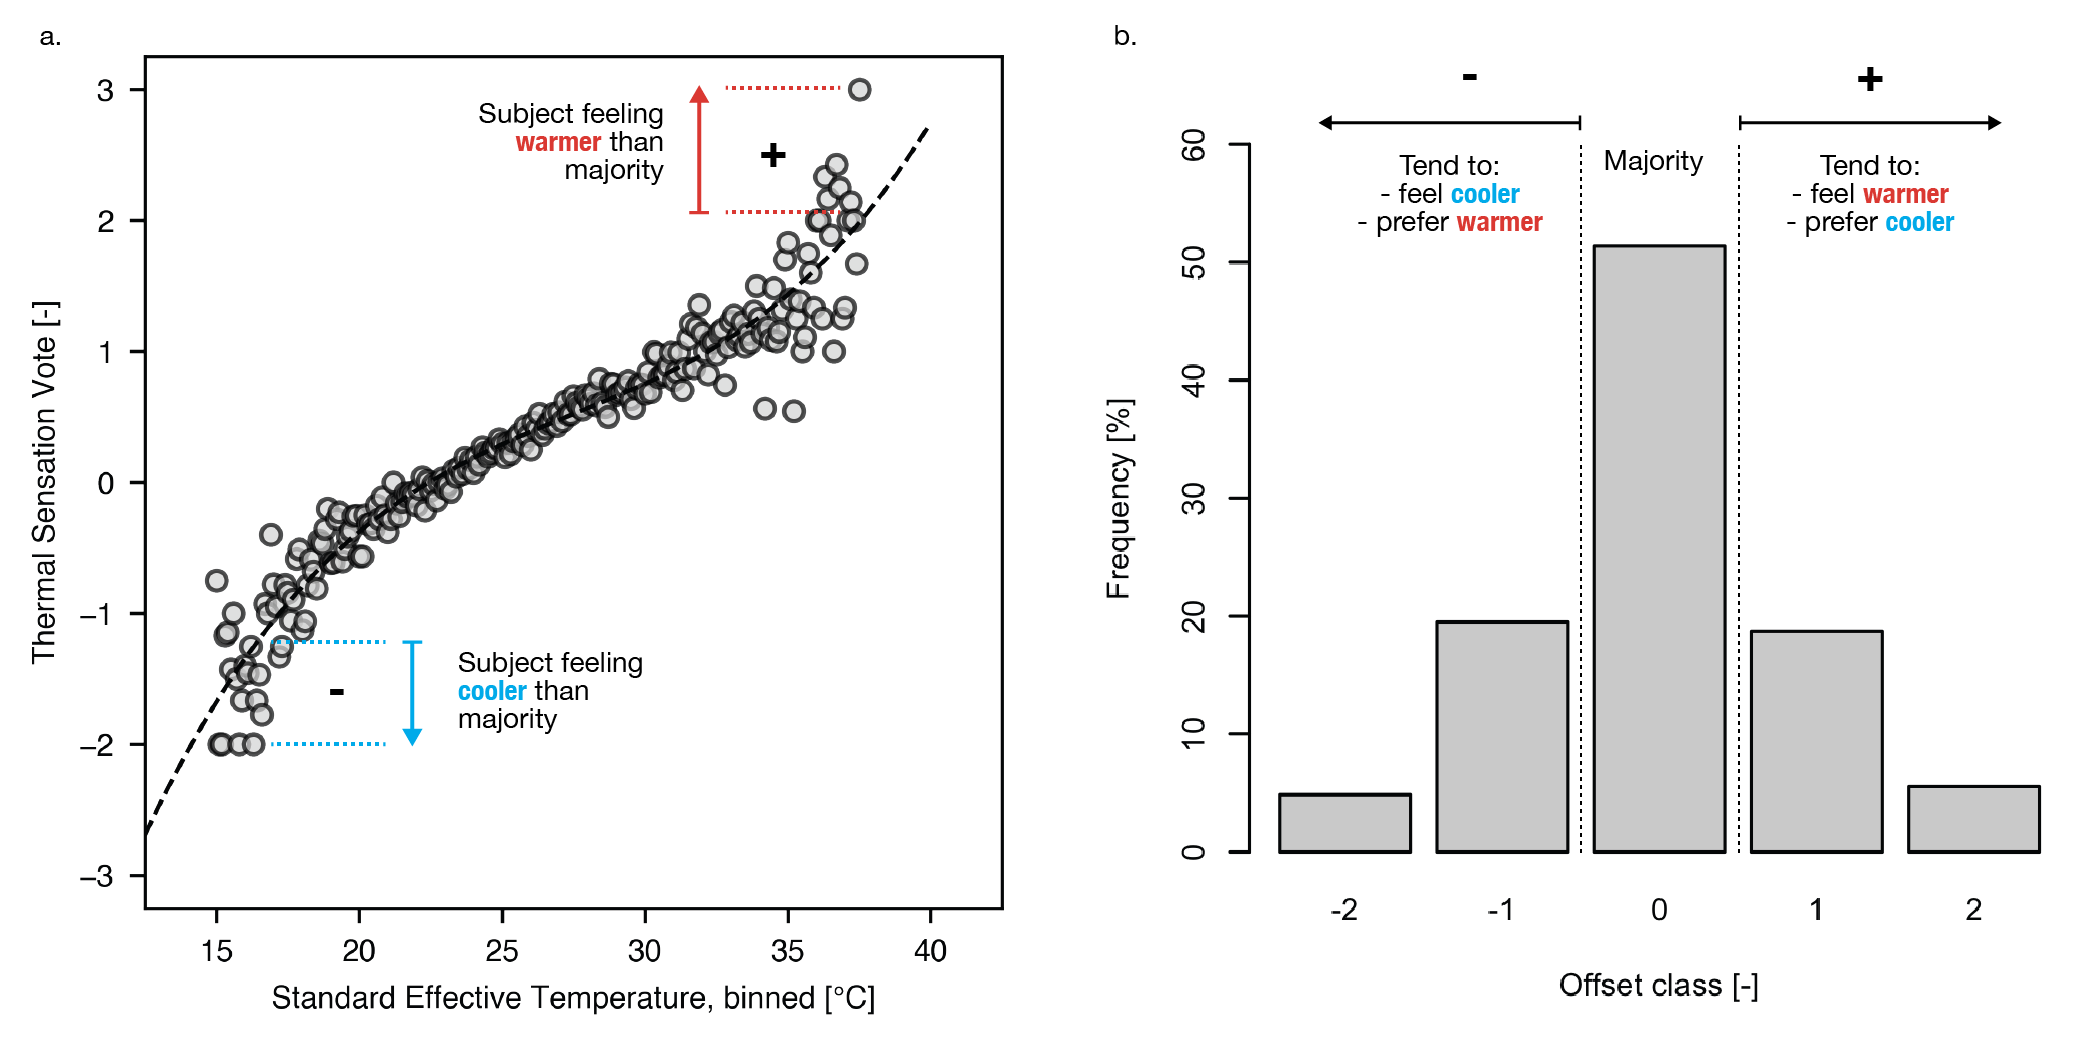 a.
Thermal Sensation Vote [-]
3
2
1
0
−1
−2
−3
Subject feeling
warmer than
majority
+
-
Subject feeling
cooler than
majority
15 20 25 30 35 40
Standard Effective Temperature, binned [°C]
b.
- +
Tend to:
- feel cooler
- prefer warmer
Majority
Tend to:
- feel warmer
- prefer cooler
Frequency [%]
60
50
40
30
20
10
0
-2 -1 0 1 2
Offset class [-]